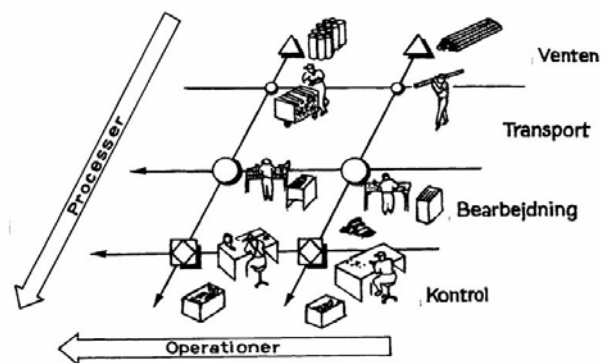 Venten
Transport
Processer
Bearbejdning
Kontrol
Operationer